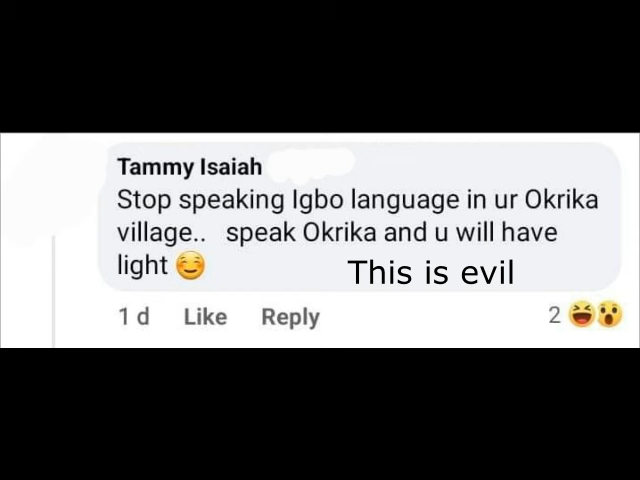 Tammy Isaiah
Stop speaking Igbo language in ur Okrika
village.. speak Okrika and u will have
light ☺️
This is evil
1 d Like Reply 2 😆😮